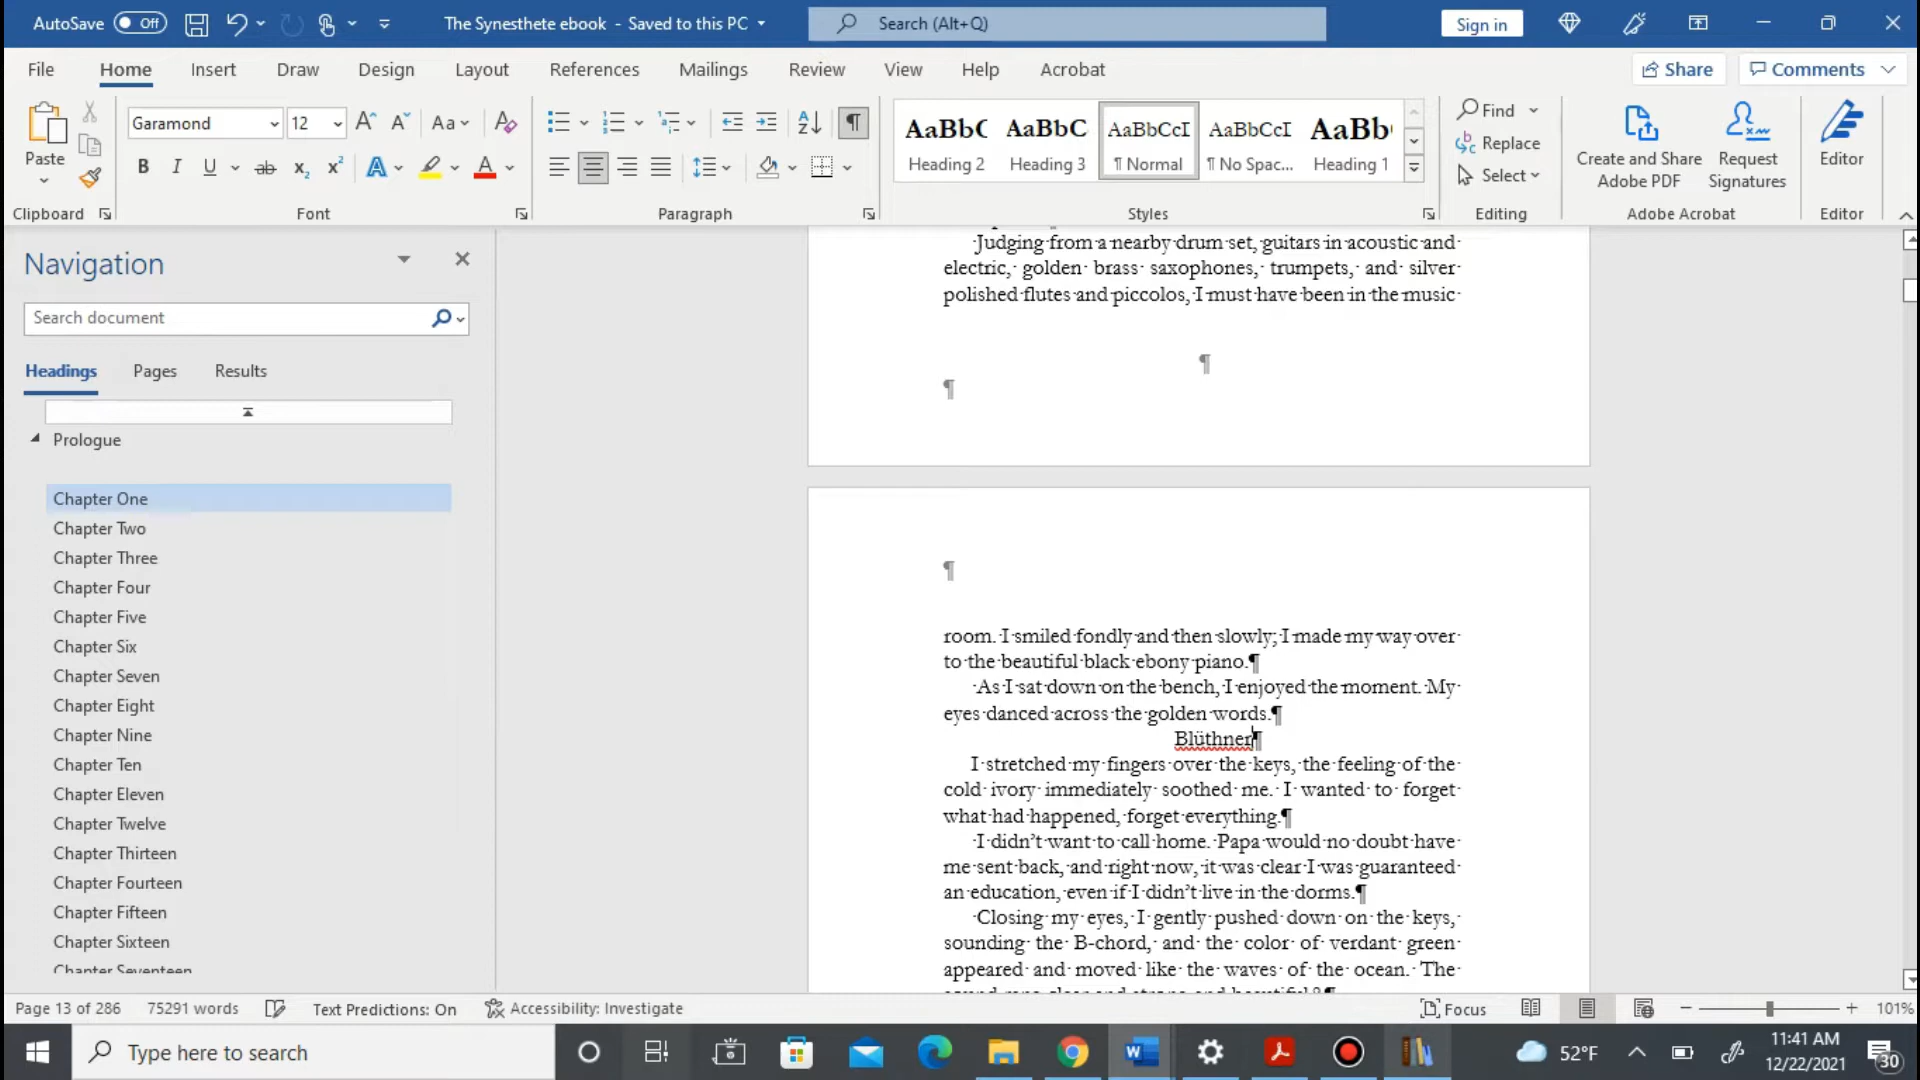 AutoSave Off The Synesthete ebook - Saved to this PC Search (Alt+Q) Sign in
File Home Insert Draw Design Layout References Mailings Review View Help Acrobat Share Comments
Paste
Clipboard
Garamond 12 Aa
B I U ab x₂ x² A A
Font
Paragraph
AaBbC AaBbC AaBbCcI AaBbCcI AaBb
Heading 2 Heading 3 ¶ Normal ¶ No Spac... Heading 1
Styles
Find
Replace
Select
Editing
Create and Share
Adobe PDF
Request
Signatures
Adobe Acrobat
Editor
Editor
Navigation
Search document
Headings Pages Results
Prologue
Chapter One
Chapter Two
Chapter Three
Chapter Four
Chapter Five
Chapter Six
Chapter Seven
Chapter Eight
Chapter Nine
Chapter Ten
Chapter Eleven
Chapter Twelve
Chapter Thirteen
Chapter Fourteen
Chapter Fifteen
Chapter Sixteen
Chapter Seventeen
Judging from a nearby drum set, guitars in acoustic and
electric, golden brass saxophones, trumpets, and silver
polished flutes and piccolos, I must have been in the music
¶
¶
¶
room. I smiled fondly and then slowly; I made my way over
to the beautiful black ebony piano.¶
As I sat down on the bench, I enjoyed the moment. My
eyes danced across the golden words.¶
Blüthner¶
I stretched my fingers over the keys, the feeling of the
cold ivory immediately soothed me. I wanted to forget
what had happened, forget everything.¶
I didn't want to call home. Papa would no doubt have
me sent back, and right now, it was clear I was guaranteed
an education, even if I didn't live in the dorms.¶
Closing my eyes, I gently pushed down on the keys,
sounding the B-chord, and the color of verdant green
appeared and moved like the waves of the ocean. The
Page 13 of 286 75291 words Text Predictions: On Accessibility: Investigate Focus 101%
Type here to search 52°F 11:41 AM
12/22/2021 30